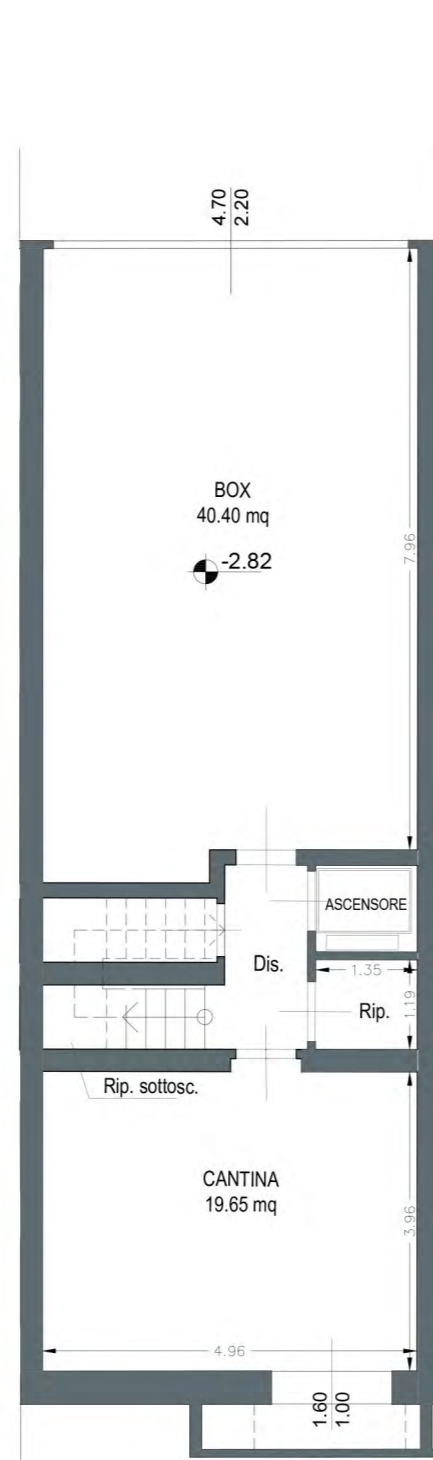 4.70
2.20
BOX
40.40 mq
-2.82
7.96
ASCENSORE
Dis.
1.35
Rip.
1.19
Rip. sottosc.
CANTINA
19.65 mq
3.96
4.96
1.60
1.00